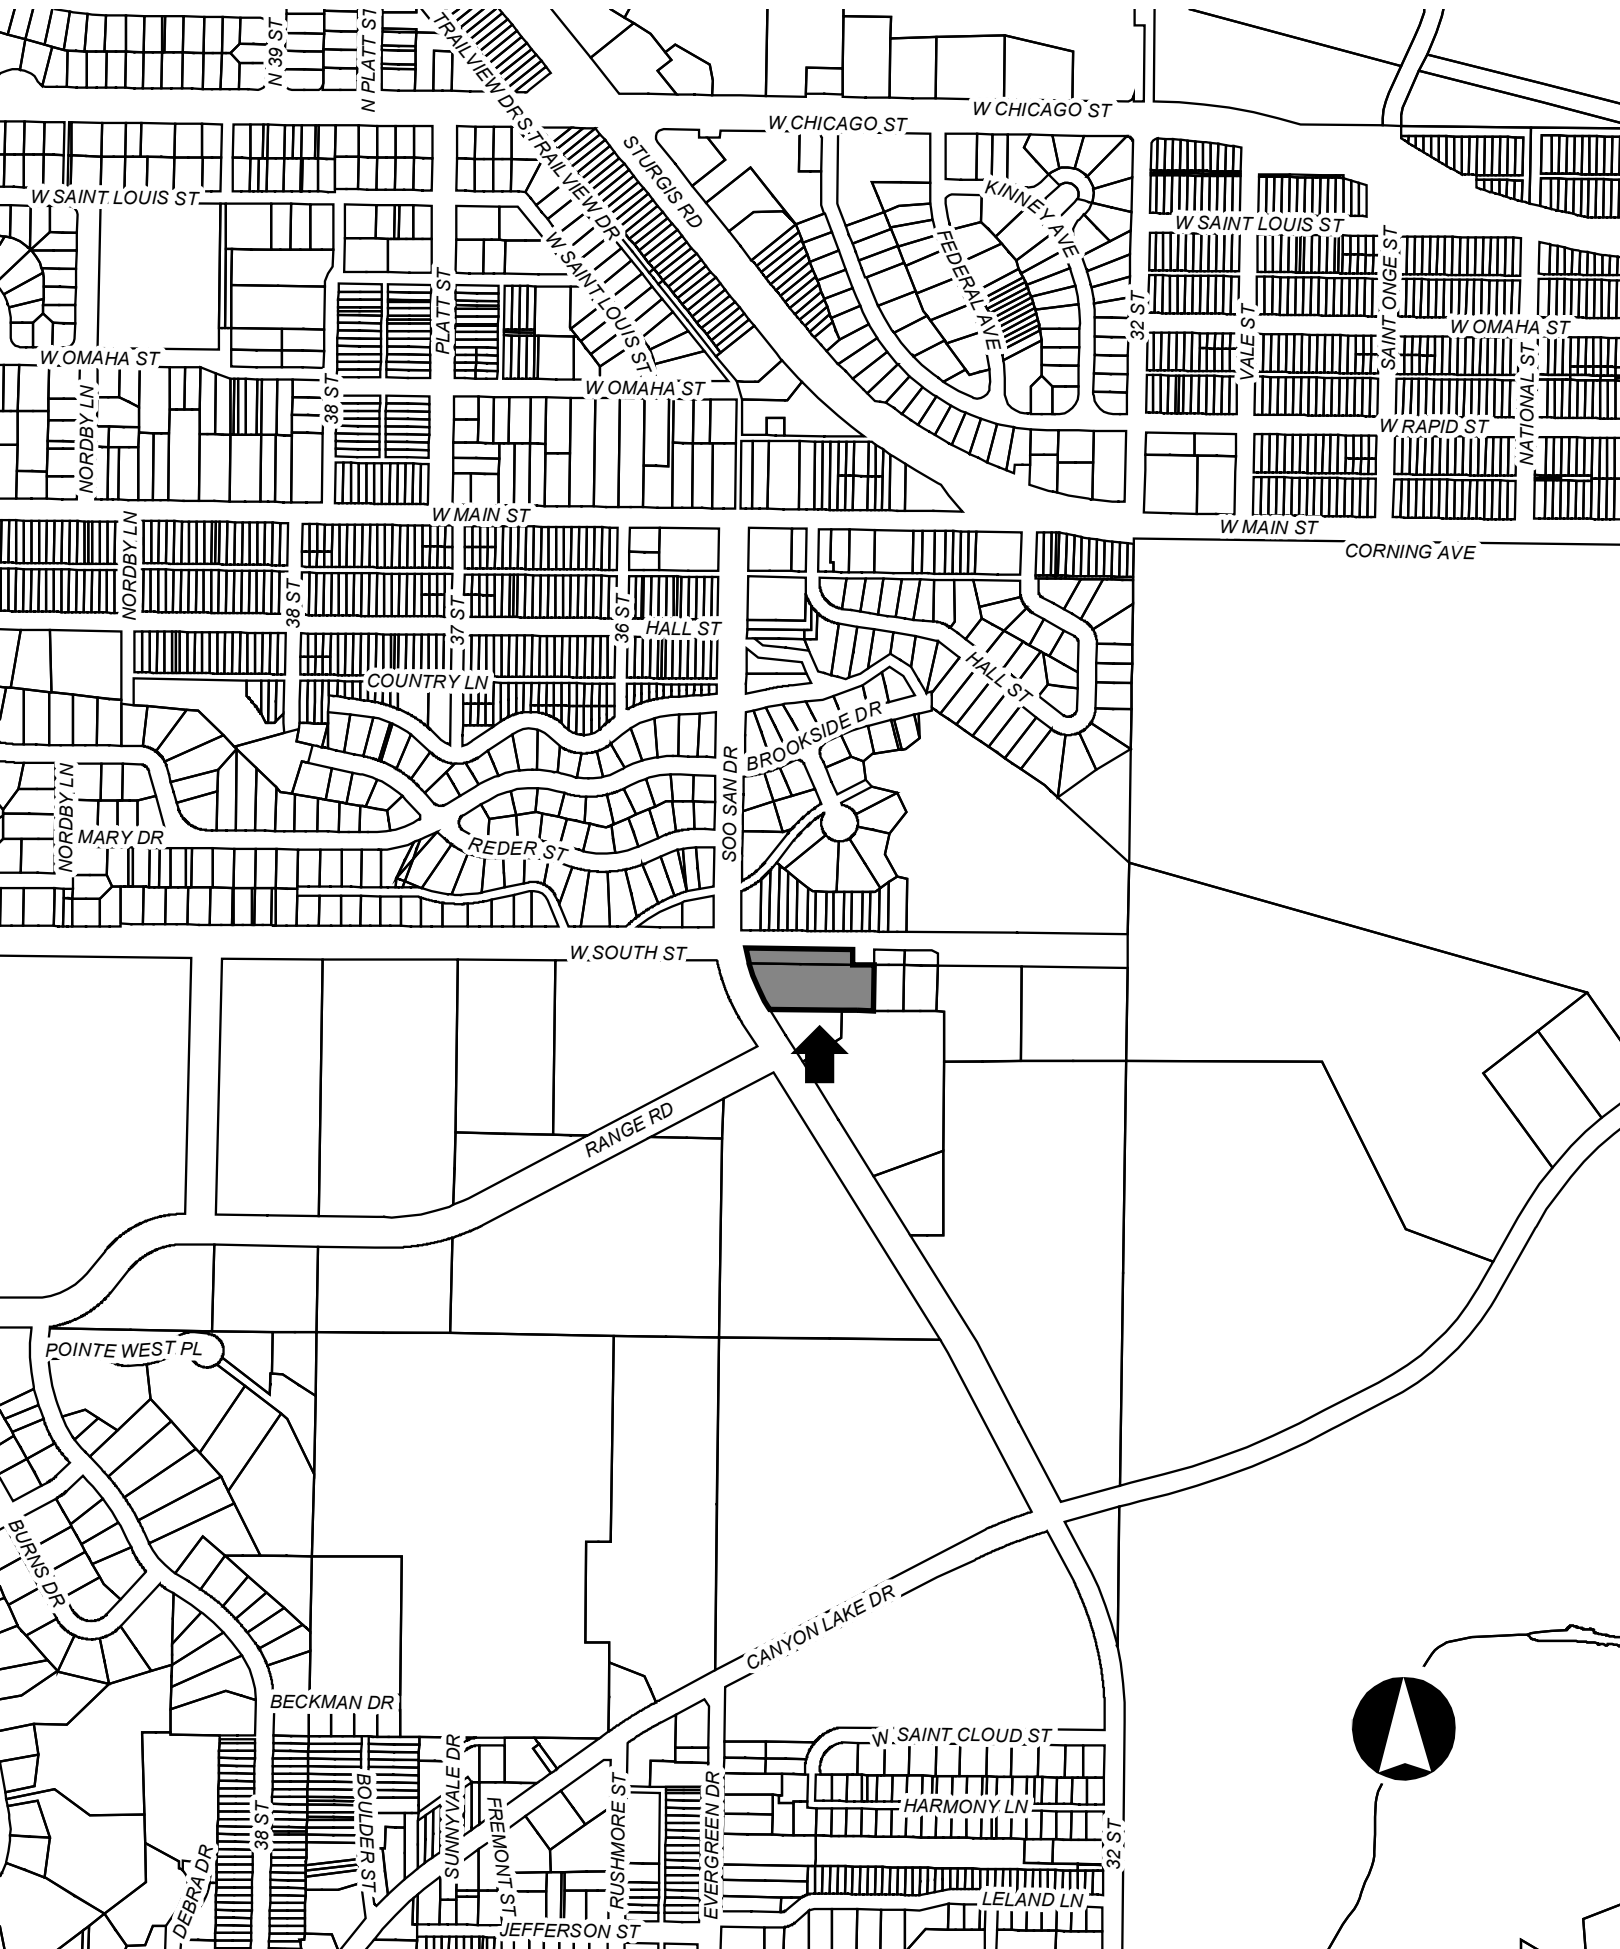 N 39 ST
N PLATT ST
TRAILVIEW DR
S TRAILVIEW DR
STURGIS RD
W CHICAGO ST
W CHICAGO ST
W SAINT LOUIS ST
KINNEY AVE
W SAINT LOUIS ST
W SAINT LOUIS ST
FEDERAL AVE
PLATT ST
32 ST
VALE ST
SAINT ONGE ST
W OMAHA ST
NATIONAL ST
W OMAHA ST
W OMAHA ST
38 ST
NORDBY LN
W RAPID ST
W MAIN ST
W MAIN ST
CORNING AVE
NORDBY LN
38 ST
37 ST
36 ST
HALL ST
HALL ST
COUNTRY LN
BROOKSIDE DR
SOO SAN DR
NORDBY LN
MARY DR
REDER ST
W SOUTH ST
RANGE RD
POINTE WEST PL
BURNS DR
CANYON LAKE DR
BECKMAN DR
W SAINT CLOUD ST
SUNNYVALE DR
BOULDER ST
38 ST
DEBRA DR
FREMONT ST
RUSHMORE ST
EVERGREEN DR
HARMONY LN
32 ST
LELAND LN
JEFFERSON ST